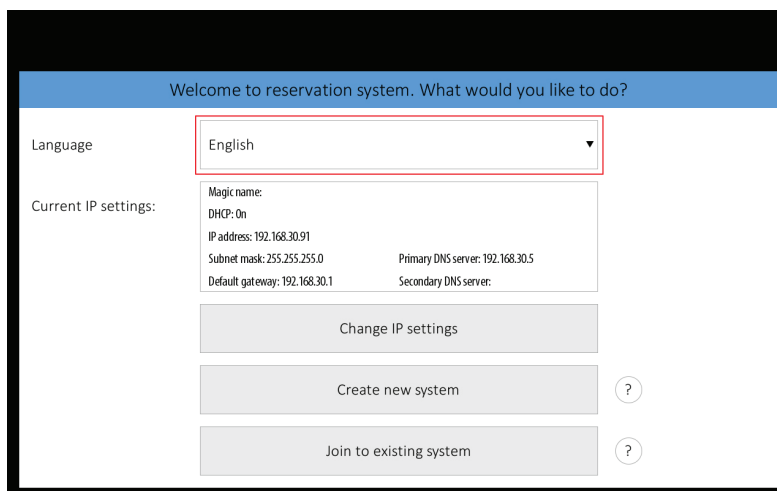 Welcome to reservation system. What would you like to do?
Language
English
Current IP settings:
Magic name:
DHCP: On
IP address: 192.168.30.91
Subnet mask: 255.255.255.0 Primary DNS server: 192.168.30.5
Default gateway: 192.168.30.1 Secondary DNS server:
Change IP settings
Create new system ?
Join to existing system ?